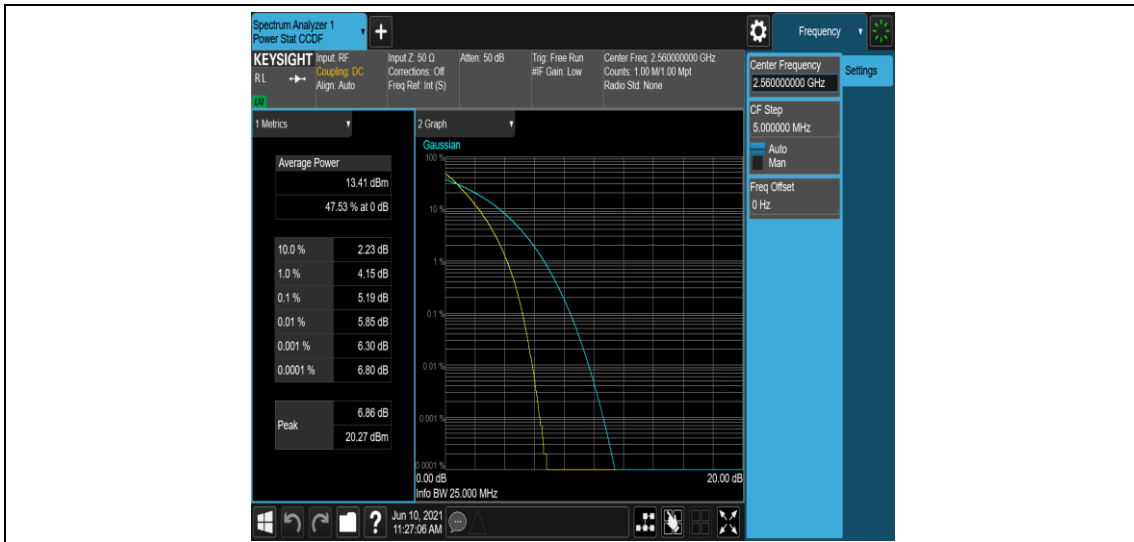 Spectrum Analyzer 1
Power Stat CCDF
Frequency
KEYSIGHT
RL
Input: RF
Coupling: DC
Align: Auto
Input Z: 50 Ω
Corrections: Off
Freq Ref: Int (S)
Atten: 50 dB
Trig: Free Run
#IF Gain: Low
Center Freq: 2.560000000 GHz
Counts: 1.00 M/1.00 Mpt
Radio Std: None
Center Frequency
2.560000000 GHz
Settings
CF Step
5.000000 MHz
Auto
Man
Freq Offset
0 Hz
1 Metrics
Average Power
13.41 dBm
47.53 % at 0 dB
10.0 % 2.23 dB
1.0 % 4.15 dB
0.1 % 5.19 dB
0.01 % 5.85 dB
0.001 % 6.30 dB
0.0001 % 6.80 dB
Peak
6.86 dB
20.27 dBm
2 Graph
Gaussian
100 %
10 %
1 %
0.1 %
0.01 %
0.001 %
0.0001 %
0.00 dB 20.00 dB
Info BW 25.000 MHz
Jun 10, 2021
11:27:06 AM